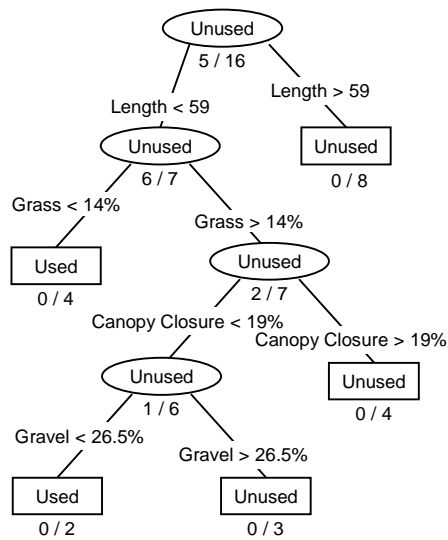 Unused
5 / 16
Length > 59
Length < 59
Unused
Unused
6 / 7
0 / 8
Grass < 14%
Grass > 14%
Used
Unused
0 / 4
2 / 7
Canopy Closure < 19%
Canopy Closure > 19%
Unused
Unused
1 / 6
0 / 4
Gravel < 26.5%
Gravel > 26.5%
Used
Unused
0 / 2
0 / 3